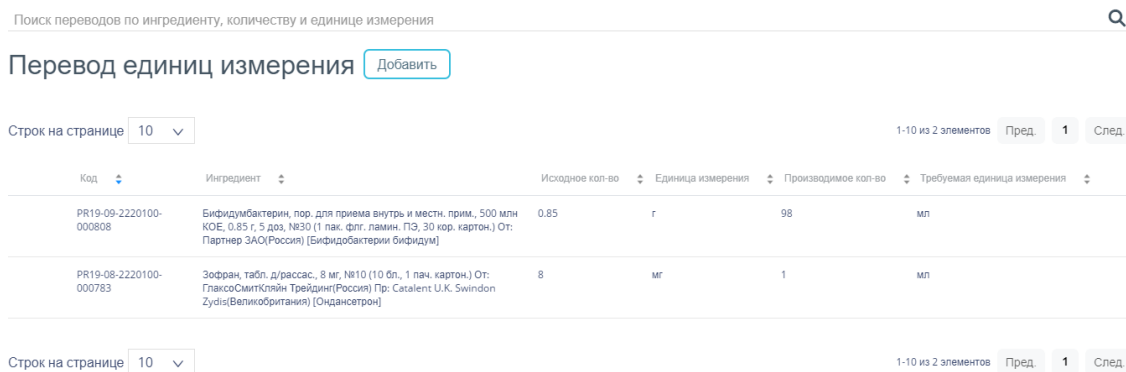 Поиск переводов по ингредиенту, количеству и единице измерения
Перевод единиц измерения Добавить
Строк на странице 10 1-10 из 2 элементов Пред. 1 След.
Код Ингредиент Исходное кол-во Единица измерения Производимое кол-во Требуемая единица измерения
PR19-09-2220100- Бифидумбактерин, пор. для приема внутрь и местн. прим., 500 млн 0.85 г 98 мл
000808 КОЕ, 0.85 г, 5 доз, №30 (1 пак. флг. ламин. ПЭ, 30 кор. картон.) От:
Партнер ЗАО(Россия) [Бифидобактерии бифидум]
PR19-08-2220100- Зофран, табл. д/рассас., 8 мг, №10 (10 бл., 1 пач. картон.) От: 8 мг 1 мл
000783 ГлаксоСмитКляйн Трейдинг(Россия) Пр: Catalent U.K. Swindon
Zydis(Великобритания) [Ондансетрон]
Строк на странице 10 1-10 из 2 элементов Пред. 1 След.